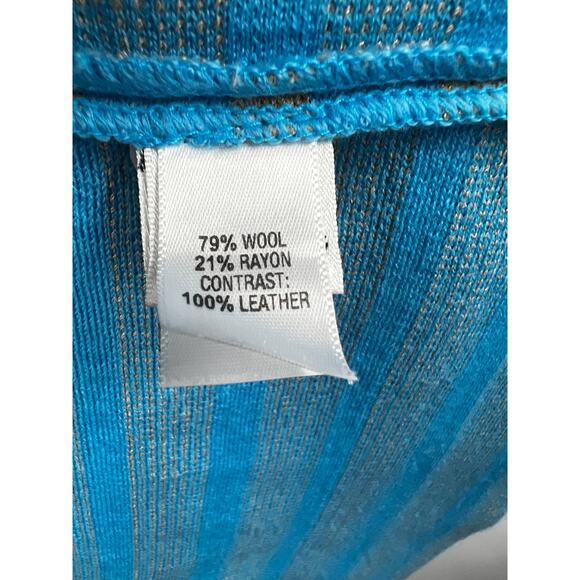 79% WOOL
21% RAYON
CONTRAST:
100% LEATHER